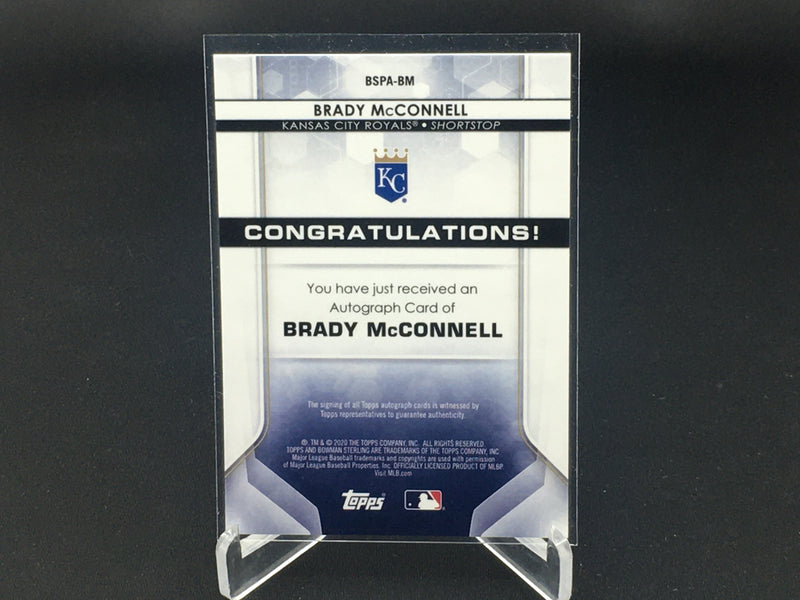 BSPA-BM
BRADY McCONNELL
KANSAS CITY ROYALS® • SHORTSTOP
KC
CONGRATULATIONS!
You have just received an
Autograph Card of
BRADY McCONNELL
The signing of all Topps autograph cards is witnessed by
Topps representatives to guarantee authenticity.
®, TM & © 2020 THE TOPPS COMPANY, INC. ALL RIGHTS RESERVED
TOPPS AND BOWMAN STERLING ARE TRADEMARKS OF THE TOPPS COMPANY, INC
Major League Baseball trademarks and copyrights are used with permission
of Major League Baseball Properties, Inc. OFFICIALLY LICENSED PRODUCT OF MLBP.
Visit MLB.com
topps